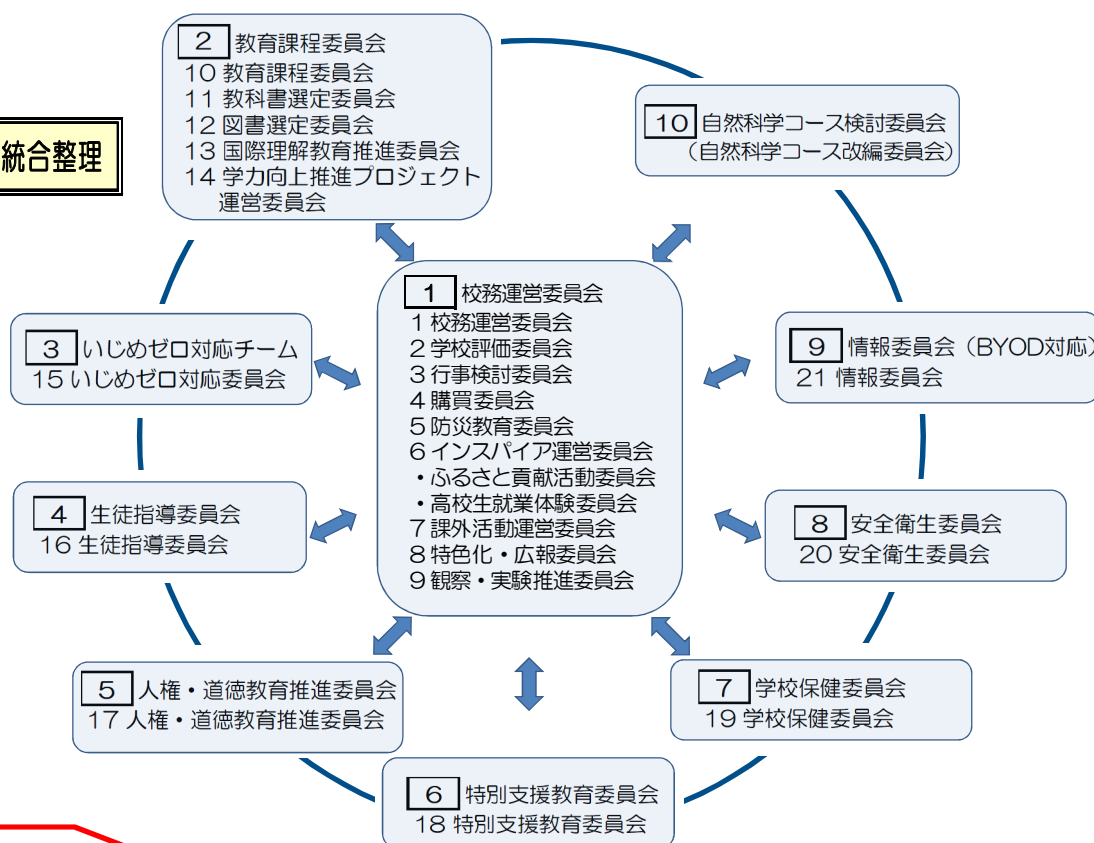 統合整理
2 教育課程委員会
10 教育課程委員会
11 教科書選定委員会
12 図書選定委員会
13 国際理解教育推進委員会
14 学力向上推進プロジェクト
運営委員会
10 自然科学コース検討委員会
（自然科学コース改編委員会）
1 校務運営委員会
1 校務運営委員会
2 学校評価委員会
3 行事検討委員会
4 購買委員会
5 防災教育委員会
6 インスパイア運営委員会
・ふるさと貢献活動委員会
・高校生就業体験委員会
7 課外活動運営委員会
8 特色化・広報委員会
9 観察・実験推進委員会
3 いじめゼロ対応チーム
15 いじめゼロ対応委員会
9 情報委員会（BYOD対応）
21 情報委員会
4 生徒指導委員会
16 生徒指導委員会
8 安全衛生委員会
20 安全衛生委員会
5 人権・道徳教育推進委員会
17 人権・道徳教育推進委員会
7 学校保健委員会
19 学校保健委員会
6 特別支援教育委員会
18 特別支援教育委員会